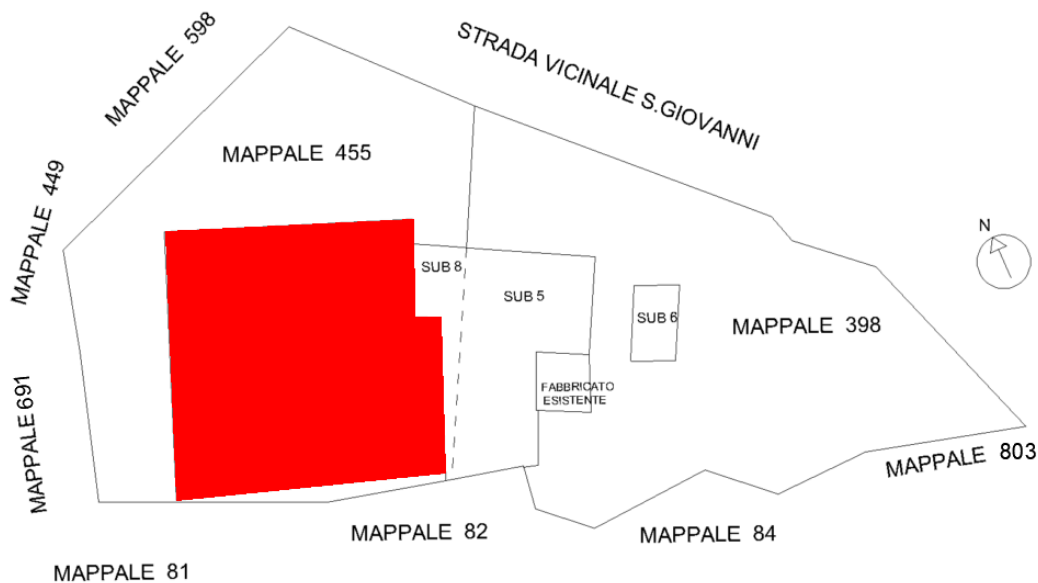 MAPPALE 598
STRADA VICINALE S.GIOVANNI
MAPPALE 455
MAPPALE 449
N
SUB 8
SUB 5
SUB 6
MAPPALE 398
FABBRICATO
ESISTENTE
MAPPALE 691
MAPPALE 803
MAPPALE 82
MAPPALE 84
MAPPALE 81